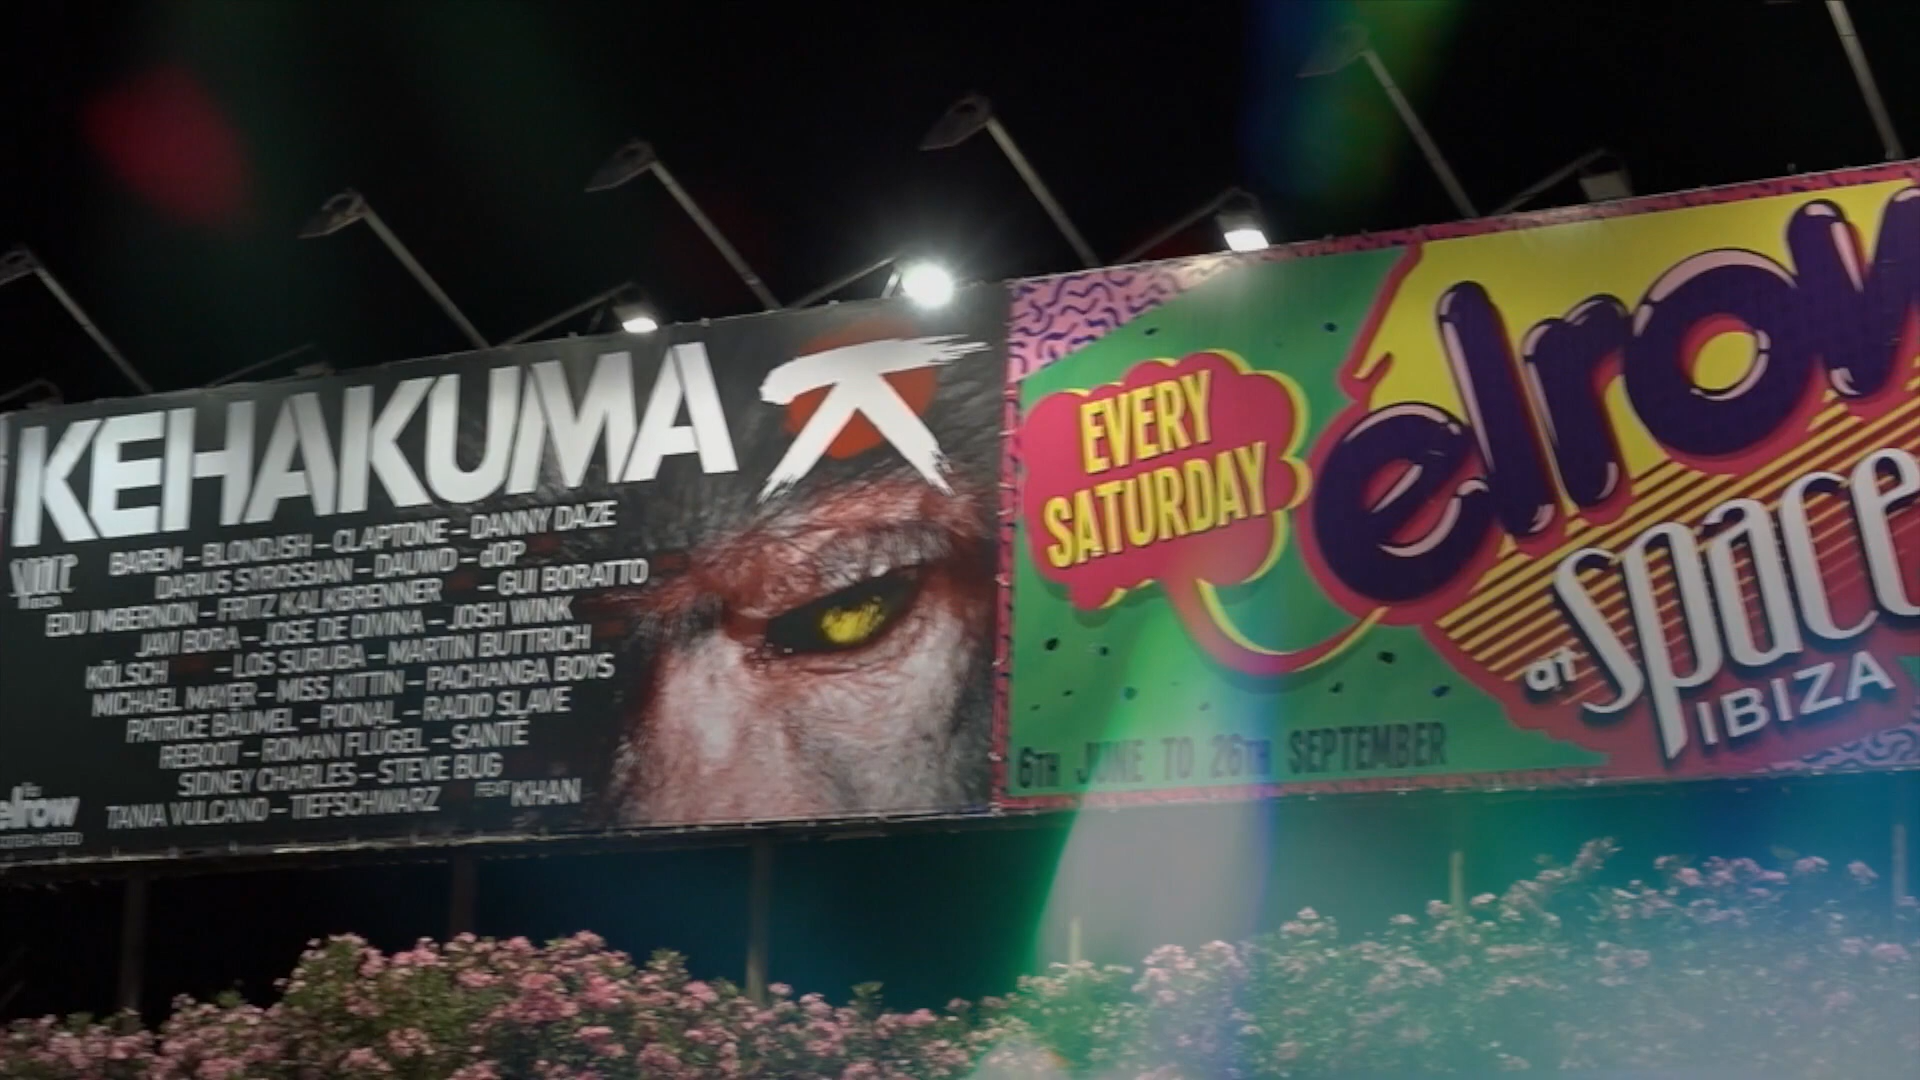 KEHAKUMA
BAREM – BLOND:ISH – CLAPTONE – DANNY DAZE
DARIUS SYROSSIAN – DAUWD – dOP
EDU IMBERNON – FRITZ KALKBRENNER – GUI BORATTO
JAVI BORA – JOSE DE DIVINA – JOSH WINK
KÖLSCH – LOS SURUBA – MARTIN BUTTRICH
MICHAEL MAYER – MISS KITTIN – PACHANGA BOYS
PATRICE BÄUMEL – PIONAL – RADIO SLAVE
REBOOT – ROMAN FLÜGEL – SANTÉ
SIDNEY CHARLES – STEVE BUG
TANIA VULCANO – TIEFSCHWARZ FEAT KHAN
elrow
EVERY
SATURDAY
elrow
at space
IBIZA
6TH JUNE TO 26TH SEPTEMBER